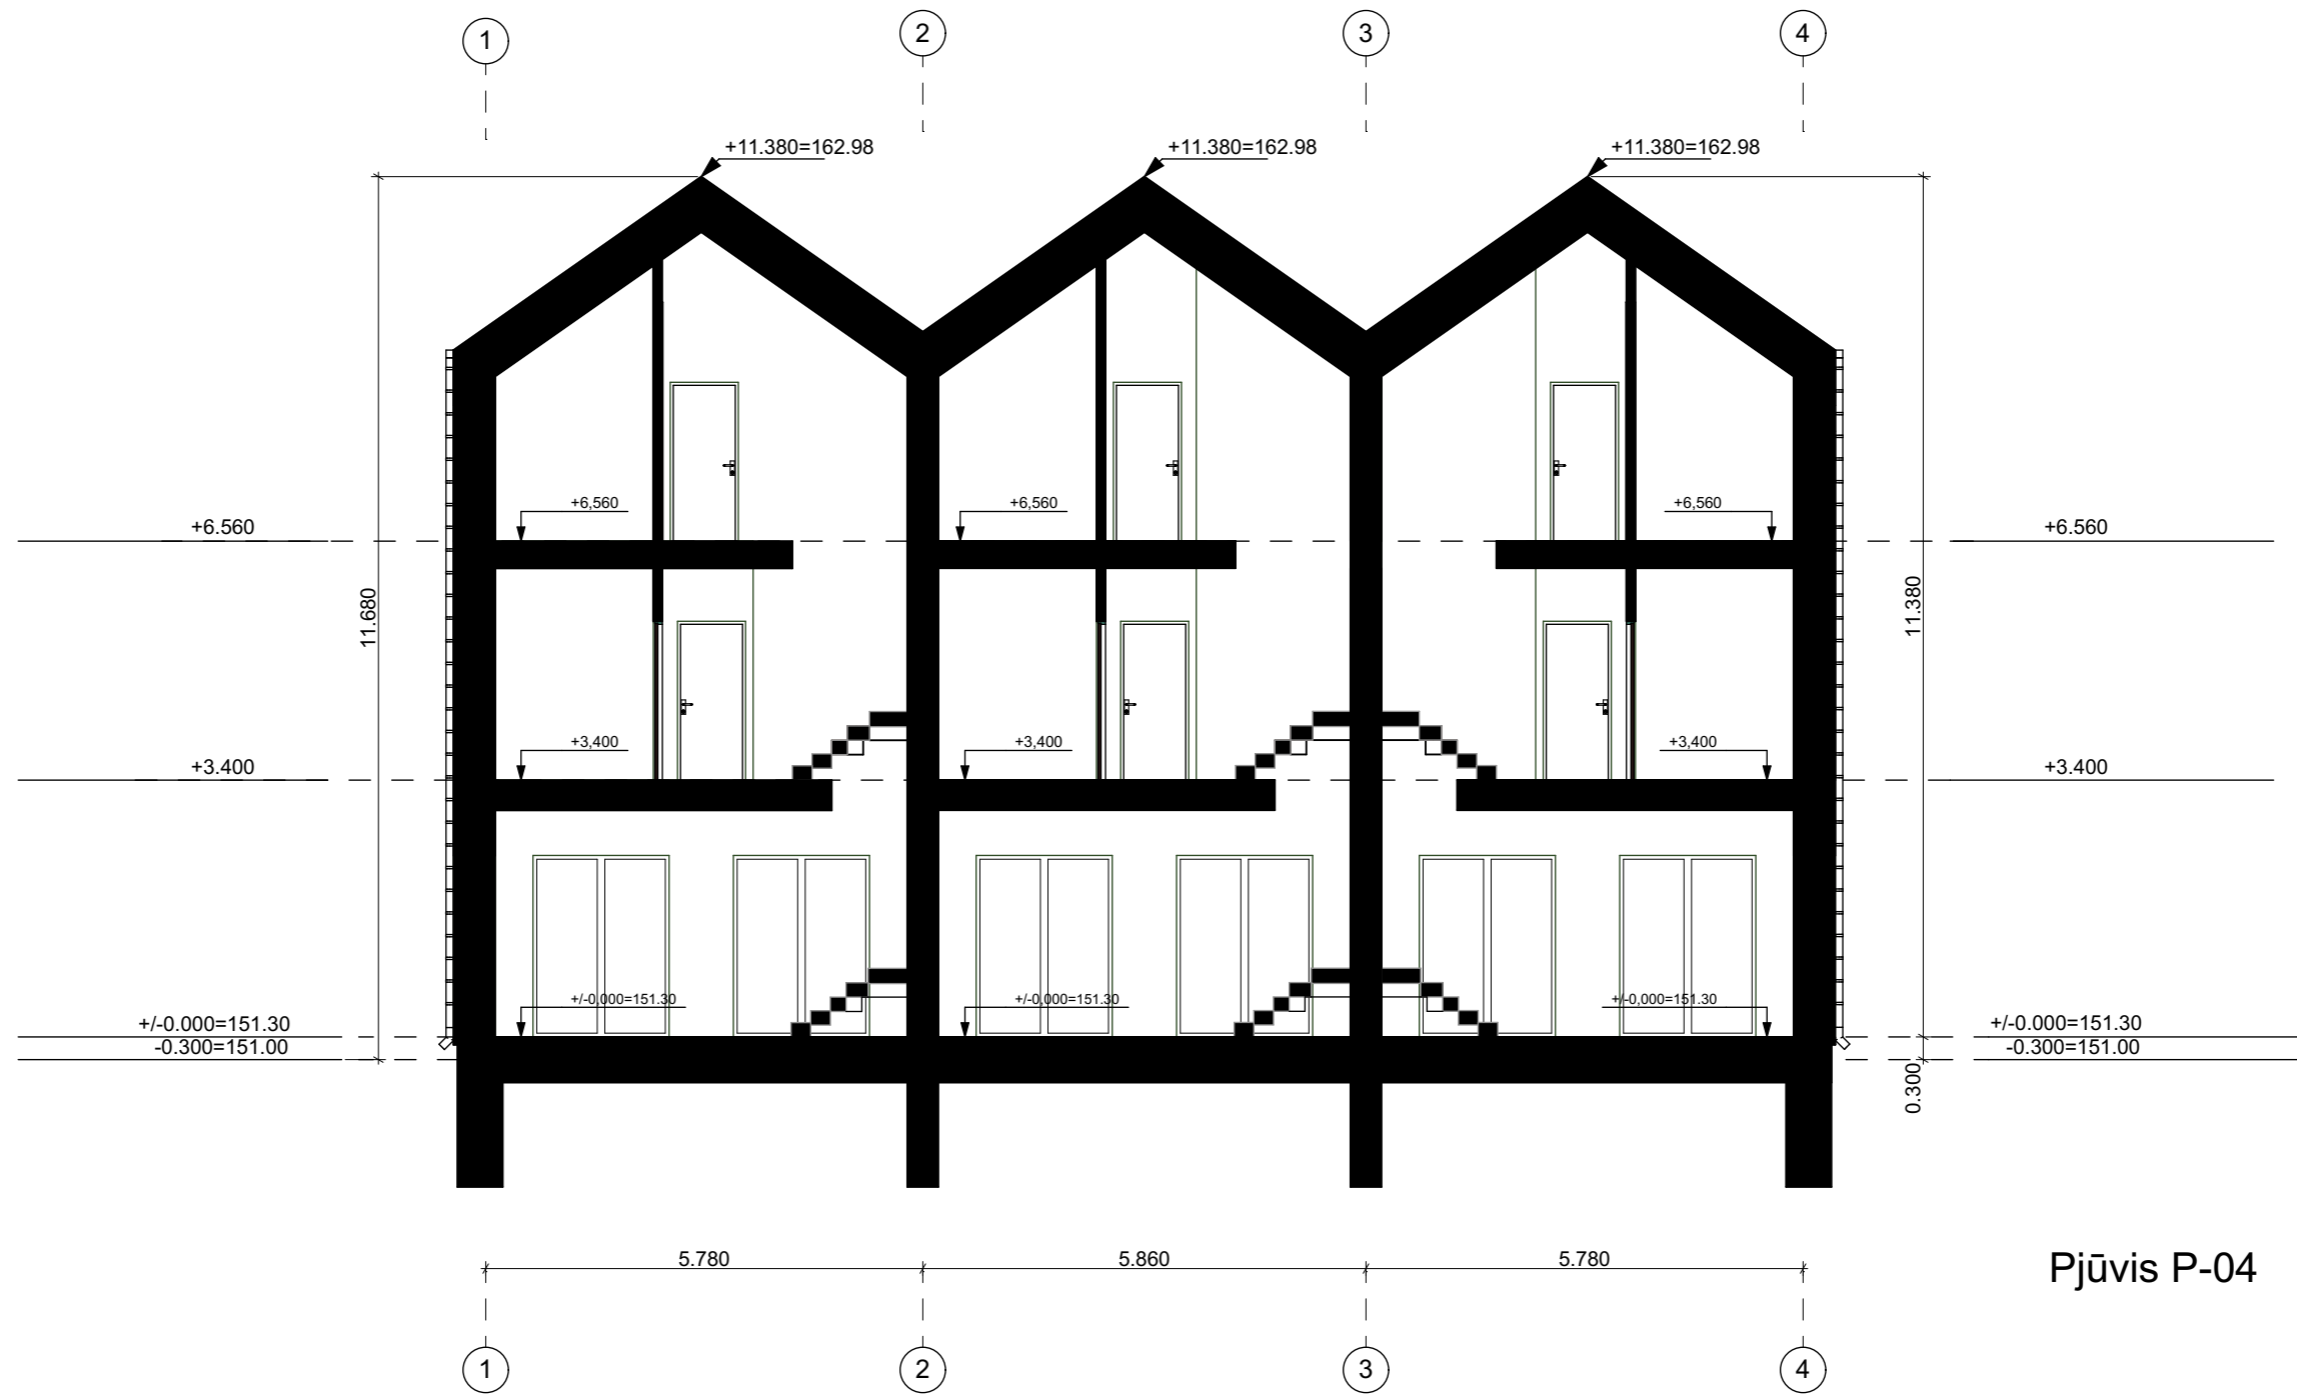 1 2 3 4
+11.380=162.98 +11.380=162.98 +11.380=162.98
+6,560 +6,560 +6,560
+6.560 +6.560
11.680 11.380
+3,400 +3,400 +3,400
+3.400 +3.400
+/-0,000=151.30 +/-0,000=151.30 +/-0,000=151.30
+/-0.000=151.30 +/-0.000=151.30
-0.300=151.00 -0.300=151.00
0.300
5.780 5.860 5.780
Pjūvis P-04
1 2 3 4